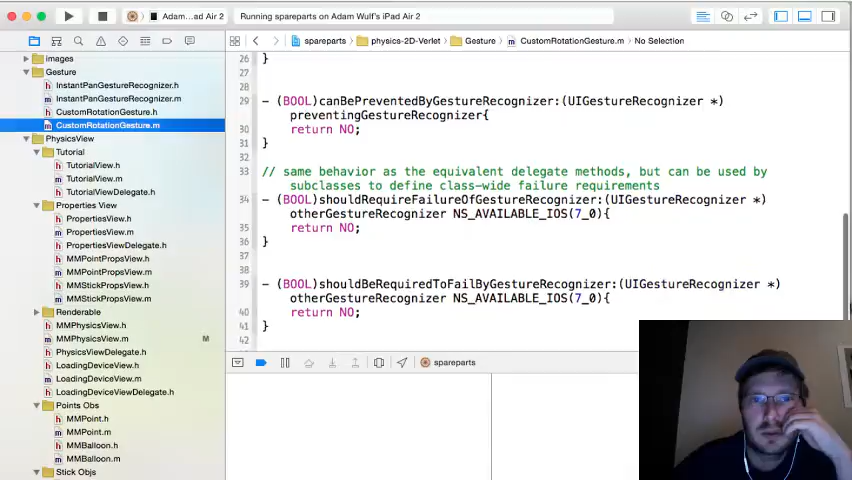 Adam...ad Air 2
Running spareparts on Adam Wulf's iPad Air 2
spareparts
physics-2D-Verlet
Gesture
CustomRotationGesture.m
No Selection
images
Gesture
InstantPanGestureRecognizer.h
InstantPanGestureRecognizer.m
CustomRotationGesture.h
CustomRotationGesture.m
PhysicsView
Tutorial
TutorialView.h
TutorialView.m
TutorialViewDelegate.h
Properties View
PropertiesView.h
PropertiesView.m
PropertiesViewDelegate.h
MMPointPropsView.h
MMPointPropsView.m
MMStickPropsView.h
MMStickPropsView.m
Renderable
MMPhysicsView.h
MMPhysicsView.m M
PhysicsViewDelegate.h
LoadingDeviceView.h
LoadingDeviceView.m
LoadingDeviceViewDelegate.h
Points Obs
MMPoint.h
MMPoint.m
MMBalloon.h
MMBalloon.m
Stick Objs
26 }
27
28
29 - (BOOL)canBePreventedByGestureRecognizer:(UIGestureRecognizer *)
preventingGestureRecognizer{
30 return NO;
31 }
32
33 // same behavior as the equivalent delegate methods, but can be used by
subclasses to define class-wide failure requirements
34 - (BOOL)shouldRequireFailureOfGestureRecognizer:(UIGestureRecognizer *)
otherGestureRecognizer NS_AVAILABLE_IOS(7_0){
35 return NO;
36 }
37
38
39 - (BOOL)shouldBeRequiredToFailByGestureRecognizer:(UIGestureRecognizer *)
otherGestureRecognizer NS_AVAILABLE_IOS(7_0){
40 return NO;
41 }
42
spareparts